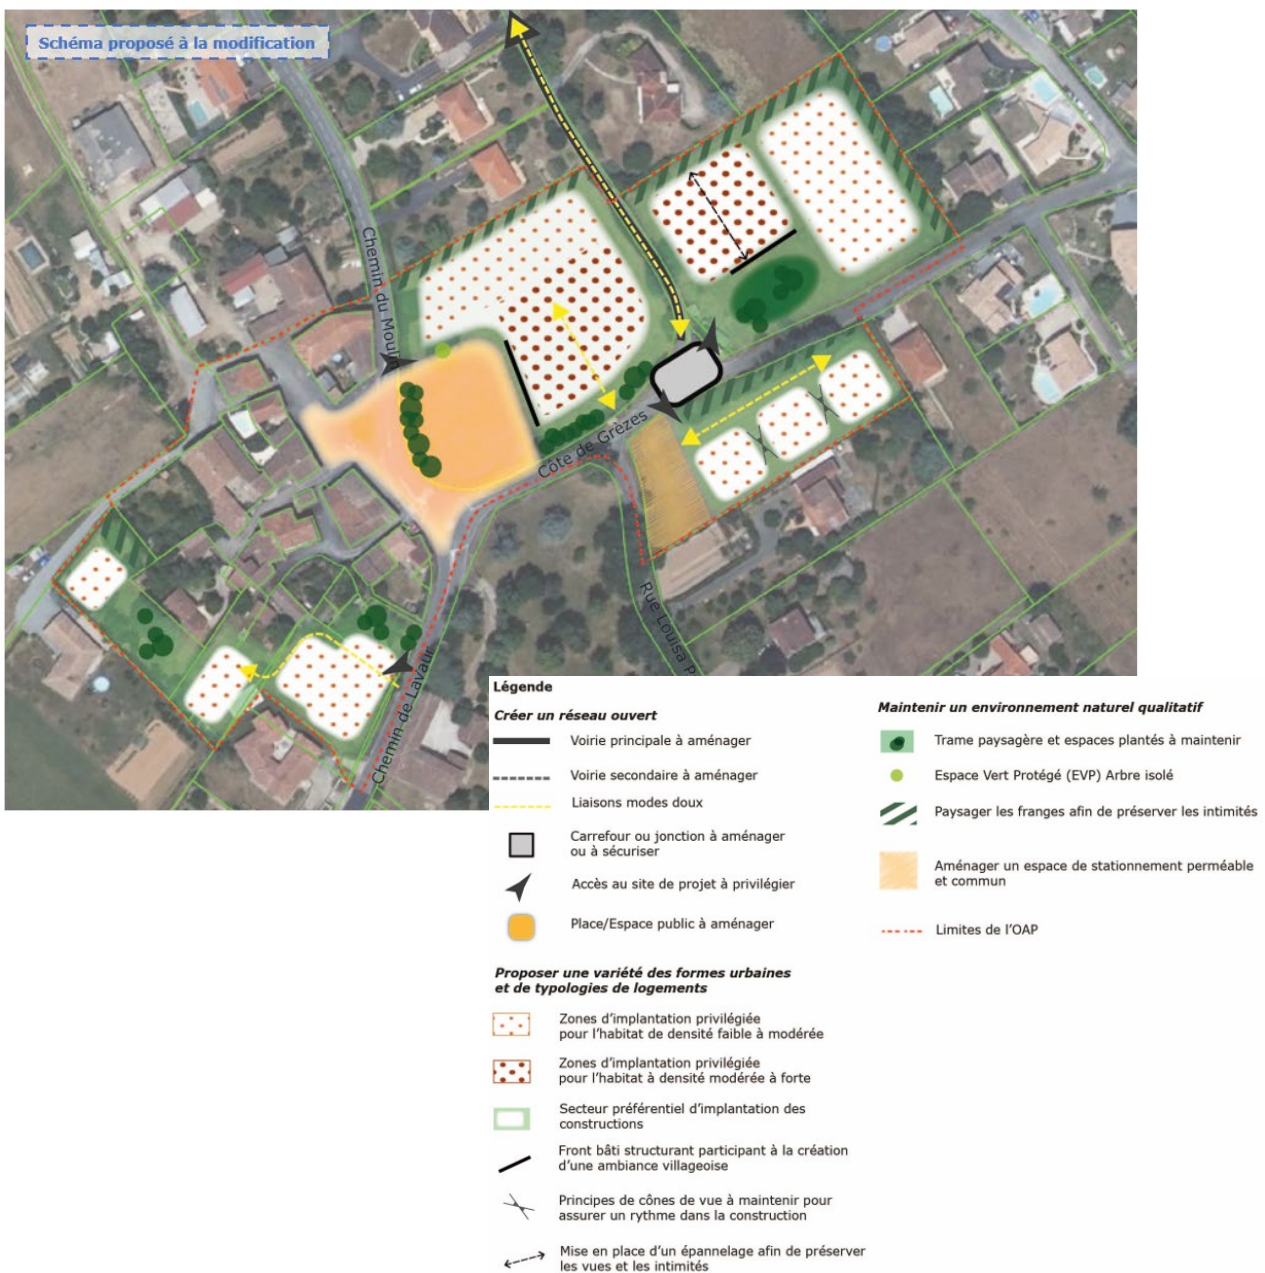 Schéma proposé à la modification
Chemin du Mouli
Côte de Grèzes
Rue Louisa P
Chemin de Lavaur
Légende
Créer un réseau ouvert
Voirie principale à aménager
Voirie secondaire à aménager
Liaisons modes doux
Carrefour ou jonction à aménager
ou à sécuriser
Accès au site de projet à privilégier
Place/Espace public à aménager
Proposer une variété des formes urbaines
et de typologies de logements
Zones d'implantation privilégiée
pour l'habitat de densité faible à modérée
Zones d'implantation privilégiée
pour l'habitat à densité modérée à forte
Secteur préférentiel d'implantation des
constructions
Front bâti structurant participant à la création
d'une ambiance villageoise
Principes de cônes de vue à maintenir pour
assurer un rythme dans la construction
Mise en place d'un épannelage afin de préserver
les vues et les intimités
Maintenir un environnement naturel qualitatif
Trame paysagère et espaces plantés à maintenir
Espace Vert Protégé (EVP) Arbre isolé
Paysager les franges afin de préserver les intimités
Aménager un espace de stationnement perméable
et commun
Limites de l'OAP